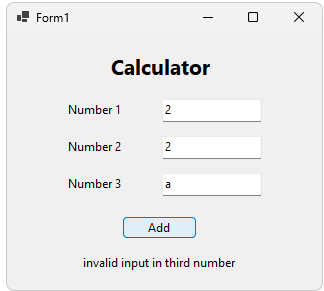 Form1
Calculator
Number 1 2
Number 2 2
Number 3 a
Add
invalid input in third number